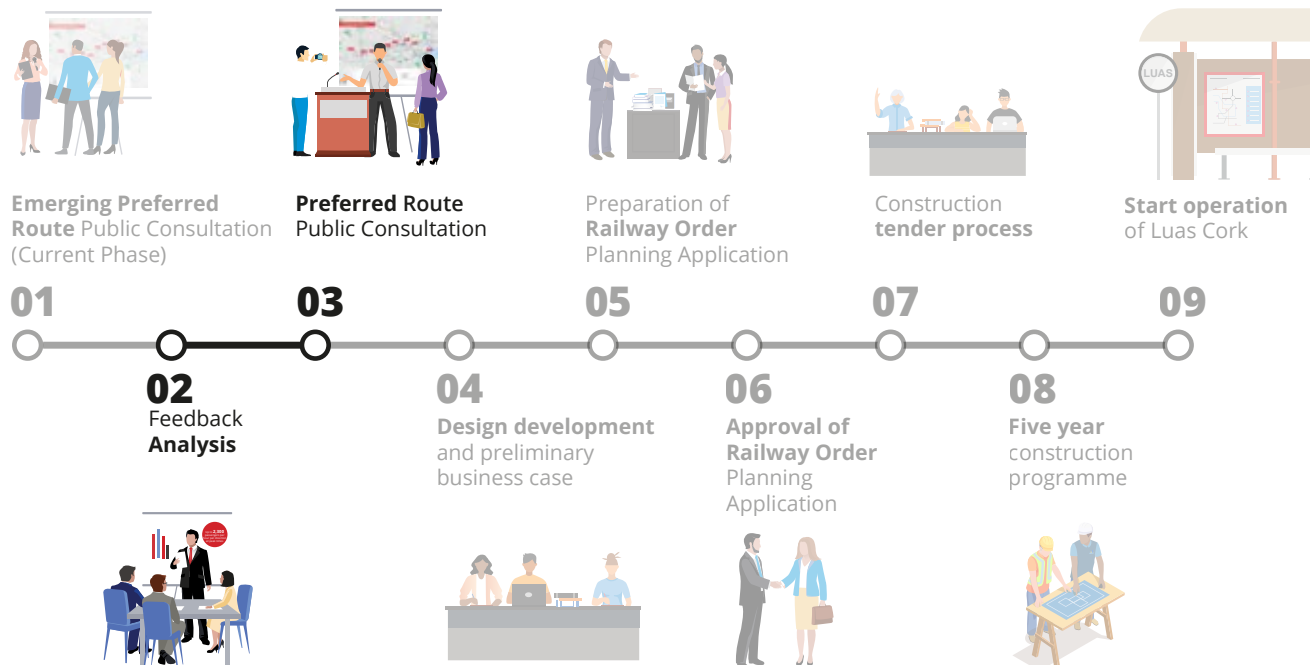 LUAS
Emerging Preferred
Route Public Consultation
(Current Phase)
Preferred Route
Public Consultation
Preparation of
Railway Order
Planning Application
Construction
tender process
Start operation
of Luas Cork
01
03
05
07
09
02
Feedback
Analysis
04
Design development
and preliminary
business case
06
Approval of
Railway Order
Planning
Application
08
Five year
construction
programme